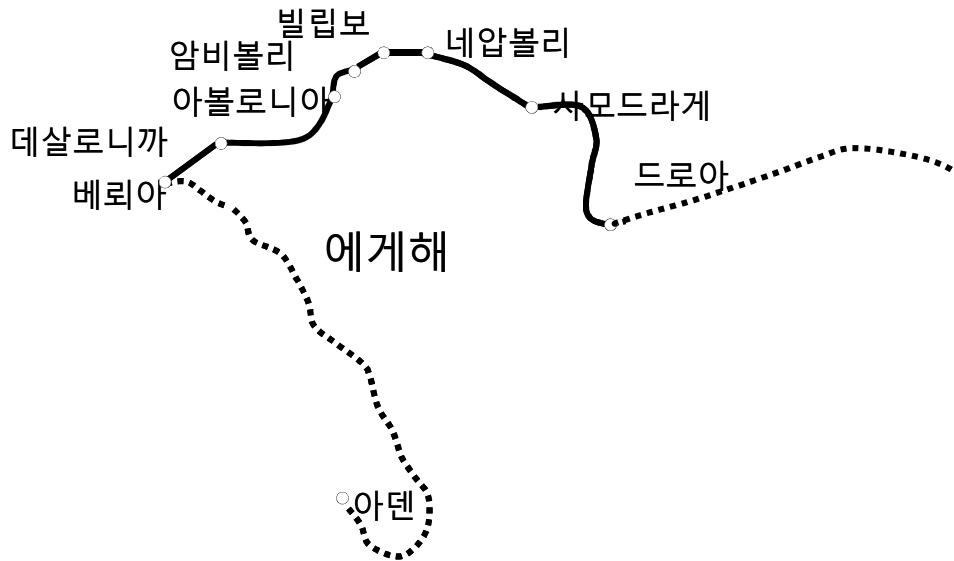 빌립보
네압볼리
암비볼리
아볼로니아
사모드라게
데살로니까
드로아
베뢰아
에게해
아덴